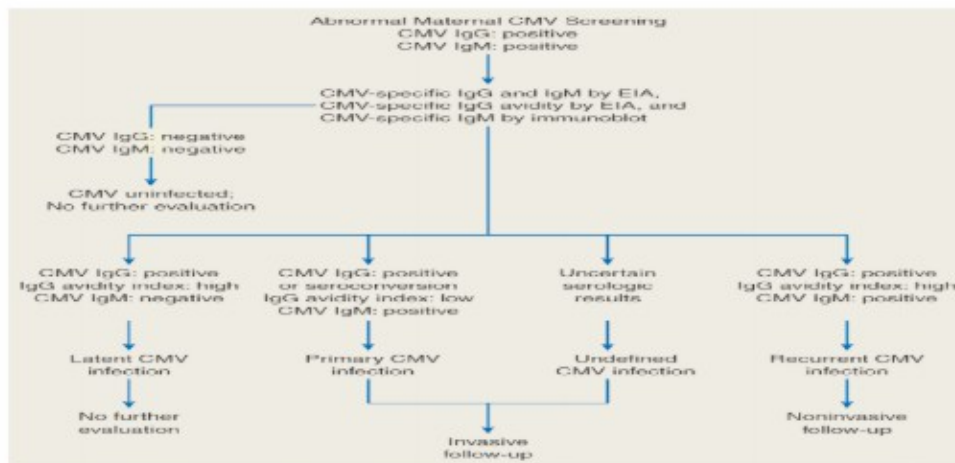 Abnormal Maternal CMV Screening
CMV IgG: positive
CMV IgM: positive
CMV-specific IgG and IgM by EIA,
CMV-specific IgG avidity by EIA, and
CMV-specific IgM by immunoblot
CMV IgG: negative
CMV IgM: negative
CMV uninfected;
No further evaluation
CMV IgG: positive
IgG avidity index: high
CMV IgM: negative
Latent CMV
infection
No further
evaluation
CMV IgG: positive
or seroconversion
IgG avidity index: low
CMV IgM: positive
Primary CMV
infection
Uncertain
serologic
results
Undefined
CMV infection
Invasive
follow-up
CMV IgG: positive
IgG avidity index: high
CMV IgM: positive
Recurrent CMV
infection
Noninvasive
follow-up